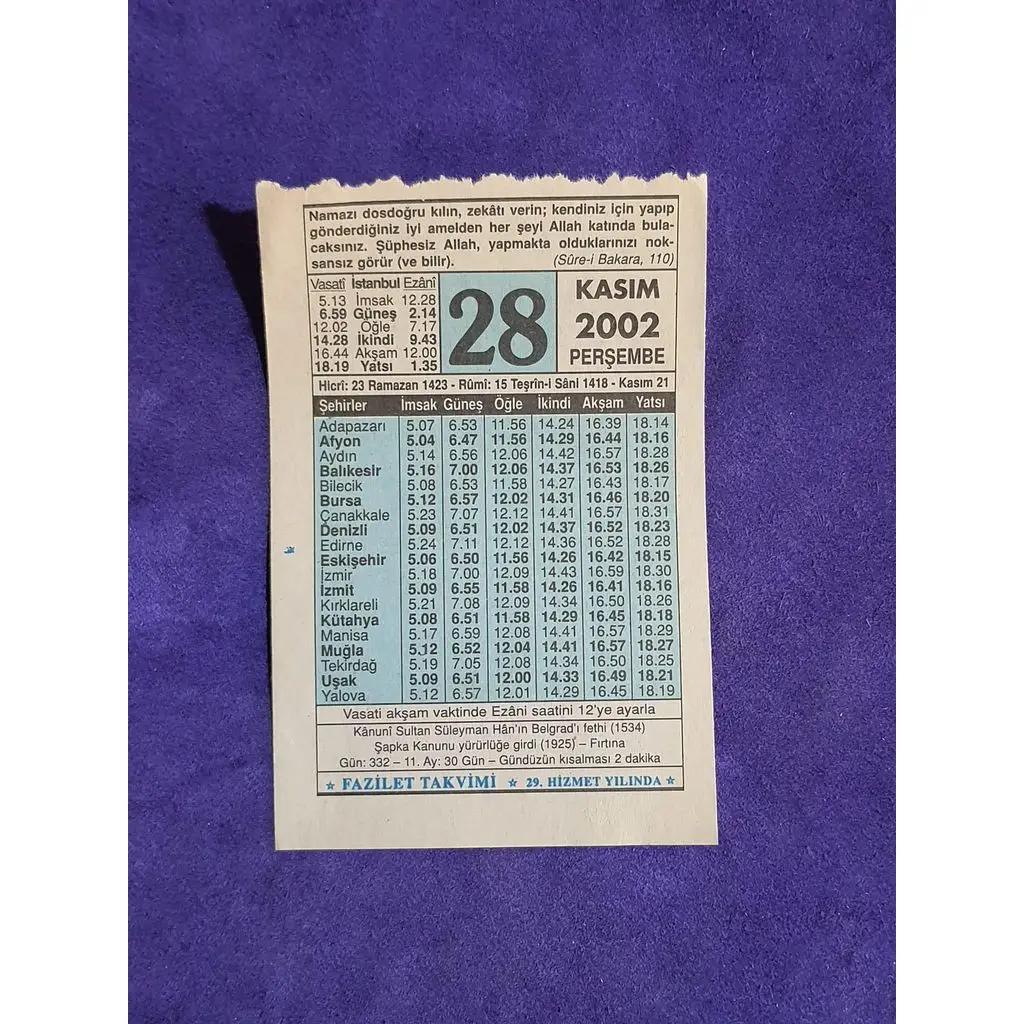 Namazı dosdoğru kılın, zekâtı verin; kendiniz için yapıp
gönderdiğiniz iyi amelden her şeyi Allah katında bula-
caksınız. Şüphesiz Allah, yapmakta olduklarınızı nok-
sansız görür (ve bilir). (Sûre-i Bakara, 110)
Vasatî İstanbul Ezânî
5.13 İmsak 12.28
6.59 Güneş 2.14
12.02 Öğle 7.17
14.28 İkindi 9.43
16.44 Akşam 12.00
18.19 Yatsı 1.35
28
KASIM
2002
PERŞEMBE
Hicrî: 23 Ramazan 1423 - Rûmî: 15 Teşrîn-i Sâni 1418 - Kasım 21
Şehirler İmsak Güneş Öğle İkindi Akşam Yatsı
Adapazarı 5.07 6.53 11.56 14.24 16.39 18.14
Afyon 5.04 6.47 11.56 14.29 16.44 18.16
Aydın 5.14 6.56 12.06 14.42 16.57 18.28
Balıkesir 5.16 7.00 12.06 14.37 16.53 18.26
Bilecik 5.08 6.53 11.58 14.27 16.43 18.17
Bursa 5.12 6.57 12.02 14.31 16.46 18.20
Çanakkale 5.23 7.07 12.12 14.41 16.57 18.31
Denizli 5.09 6.51 12.02 14.37 16.52 18.23
Edirne 5.24 7.11 12.12 14.36 16.52 18.28
Eskişehir 5.06 6.50 11.56 14.26 16.42 18.15
İzmir 5.18 7.00 12.09 14.43 16.59 18.30
İzmit 5.09 6.55 11.58 14.26 16.41 18.16
Kırklareli 5.21 7.08 12.09 14.34 16.50 18.26
Kütahya 5.08 6.51 11.58 14.29 16.45 18.18
Manisa 5.17 6.59 12.08 14.41 16.57 18.29
Muğla 5.12 6.52 12.04 14.41 16.57 18.27
Tekirdağ 5.19 7.05 12.08 14.34 16.50 18.25
Uşak 5.09 6.51 12.00 14.33 16.49 18.21
Yalova 5.12 6.57 12.01 14.29 16.45 18.19
Vasati akşam vaktinde Ezâni saatini 12'ye ayarla
Kânunî Sultan Süleyman Hân'ın Belgrad'ı fethi (1534)
Şapka Kanunu yürürlüğe girdi (1925) – Fırtına
Gün: 332 – 11. Ay: 30 Gün – Gündüzün kısalması 2 dakika
☆ FAZİLET TAKVİMİ ☆ 29. HİZMET YILINDA ☆